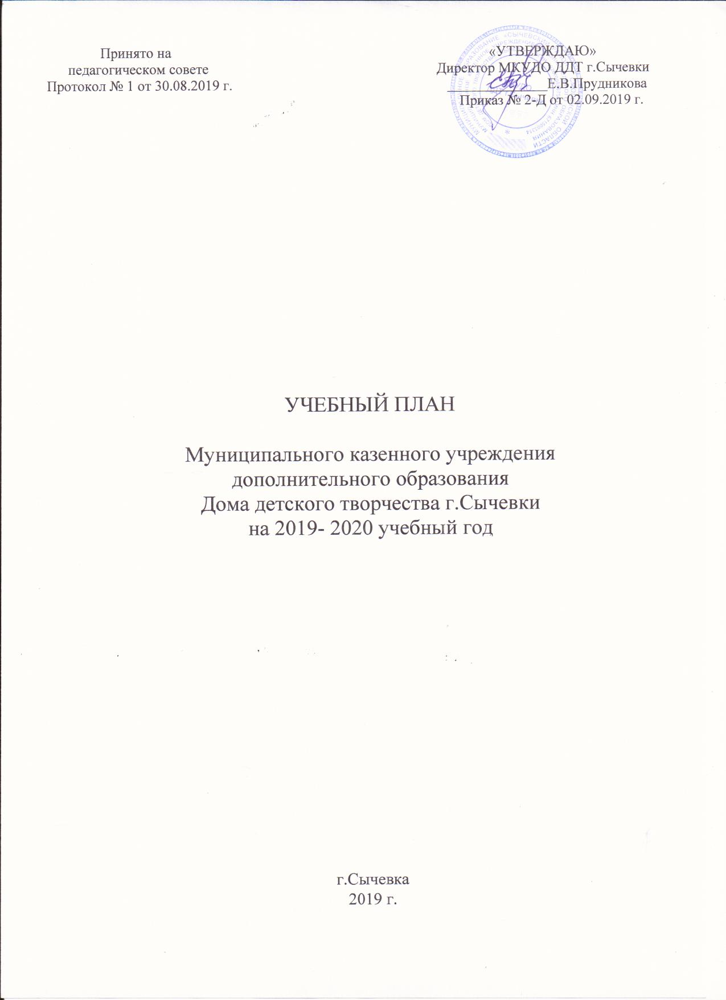 Принято на
педагогическом совете
Протокол № 1 от 30.08.2019 г.
«УТВЕРЖДАЮ»
Директор МКУДО ДДТ г.Сычевки
______________Е.В.Прудникова
Приказ № 2-Д от 02.09.2019 г.
УЧЕБНЫЙ ПЛАН
Муниципального казенного учреждения
дополнительного образования
Дома детского творчества г.Сычевки
на 2019- 2020 учебный год
г.Сычевка
2019 г.